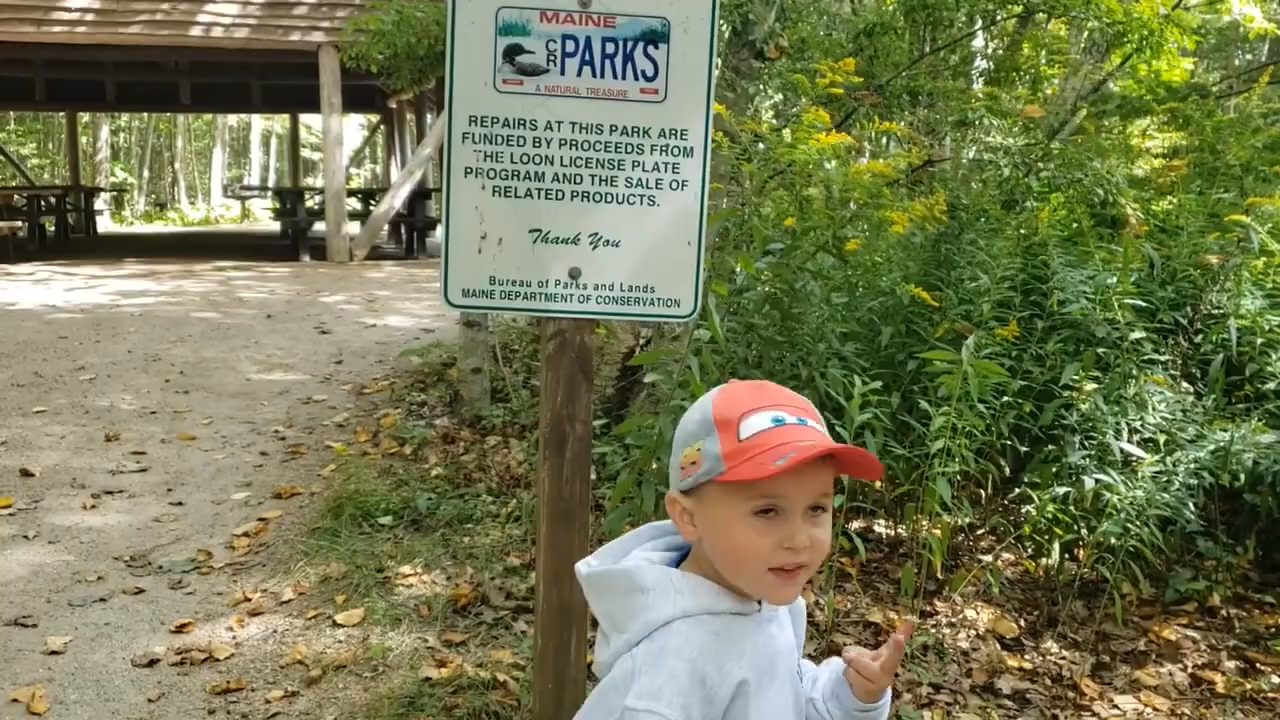 MAINE
CR PARKS
A NATURAL TREASURE
REPAIRS AT THIS PARK ARE
FUNDED BY PROCEEDS FROM
THE LOON LICENSE PLATE
PROGRAM AND THE SALE OF
RELATED PRODUCTS.
Thank You
Bureau of Parks and Lands
MAINE DEPARTMENT OF CONSERVATION